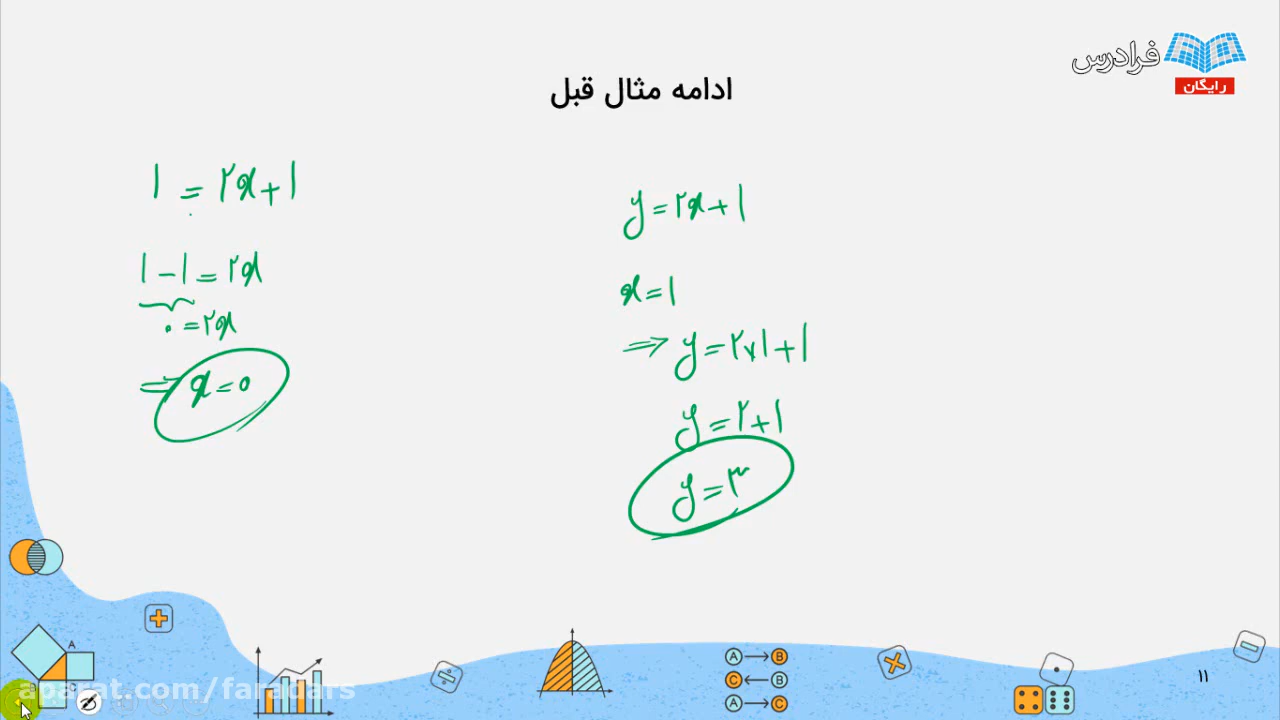 فرادرس
رایگان
ادامه مثال قبل
y = ۲x + ۱
x = ۱
⇒ y = ۲×۱ + ۱
y = ۲ + ۱
y = ۳
۱ = ۲x + ۱
۱ - ۱ = ۲x
۰ = ۲x
⇒ x = 0
A
A → B
C ← B
A → C
۱۱
aparat.com/faradars